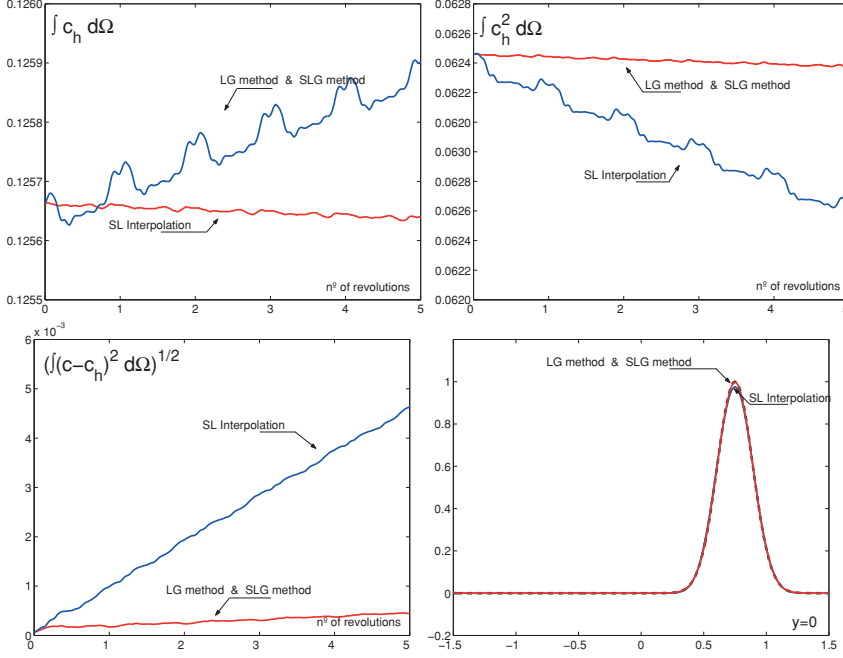 0.1260
∫ c_h dΩ
0.1259
LG method & SLG method
0.1258
0.1257
SL Interpolation
0.1256
nº of revolutions
0.1255
0 1 2 3 4 5
0.0628
∫ c_h^2 dΩ
0.0624
LG method & SLG method
0.0620
0.0630
SL Interpolation
0.0626
0.0624
0.0622
nº of revolutions
0.0620
0 1 2 3 4 5
6 x 10^-3
(∫(c−c_h)^2 dΩ)^1/2
5
SL Interpolation
4
3
2
1
LG method & SLG method
nº of revolutions
0
0 1 2 3 4 5
LG method & SLG method
1
SL Interpolation
0.8
0.6
0.4
0.2
0
y=0
−0.2
−1.5 −1 −0.5 0 0.5 1 1.5